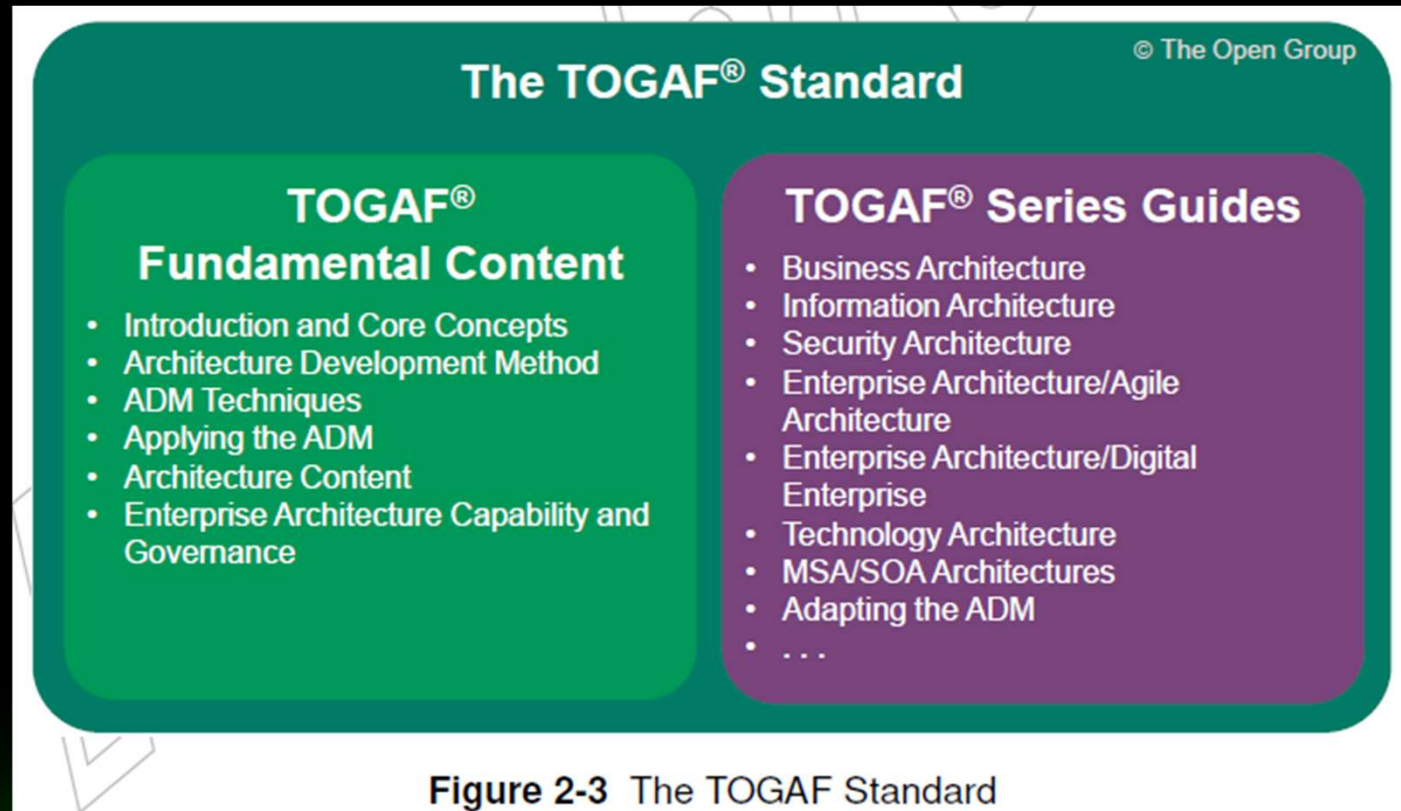 © The Open Group
The TOGAF® Standard
TOGAF®
Fundamental Content
• Introduction and Core Concepts
• Architecture Development Method
• ADM Techniques
• Applying the ADM
• Architecture Content
• Enterprise Architecture Capability and
Governance
TOGAF® Series Guides
• Business Architecture
• Information Architecture
• Security Architecture
• Enterprise Architecture/Agile
Architecture
• Enterprise Architecture/Digital
Enterprise
• Technology Architecture
• MSA/SOA Architectures
• Adapting the ADM
• . . .
Figure 2-3 The TOGAF Standard